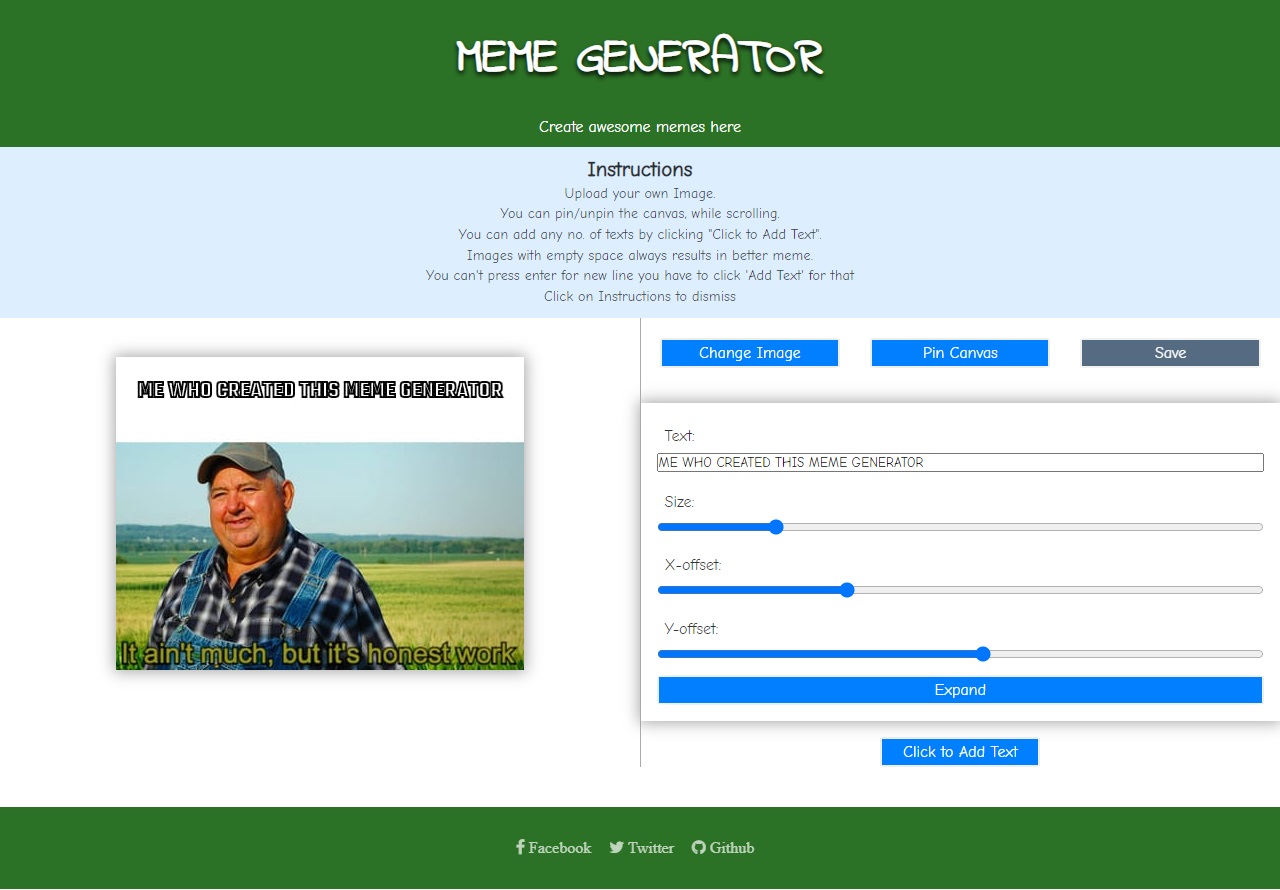 MEME GENERATOR
Create awesome memes here
Instructions
Upload your own Image.
You can pin/unpin the canvas, while scrolling.
You can add any no. of texts by clicking "Click to Add Text".
Images with empty space always results in better meme.
You can't press enter for new line you have to click 'Add Text' for that
Click on Instructions to dismiss
ME WHO CREATED THIS MEME GENERATOR
It ain't much, but it's honest work
Change Image
Pin Canvas
Save
Text:
ME WHO CREATED THIS MEME GENERATOR
Size:
X-offset:
Y-offset:
Expand
Click to Add Text
Facebook Twitter Github